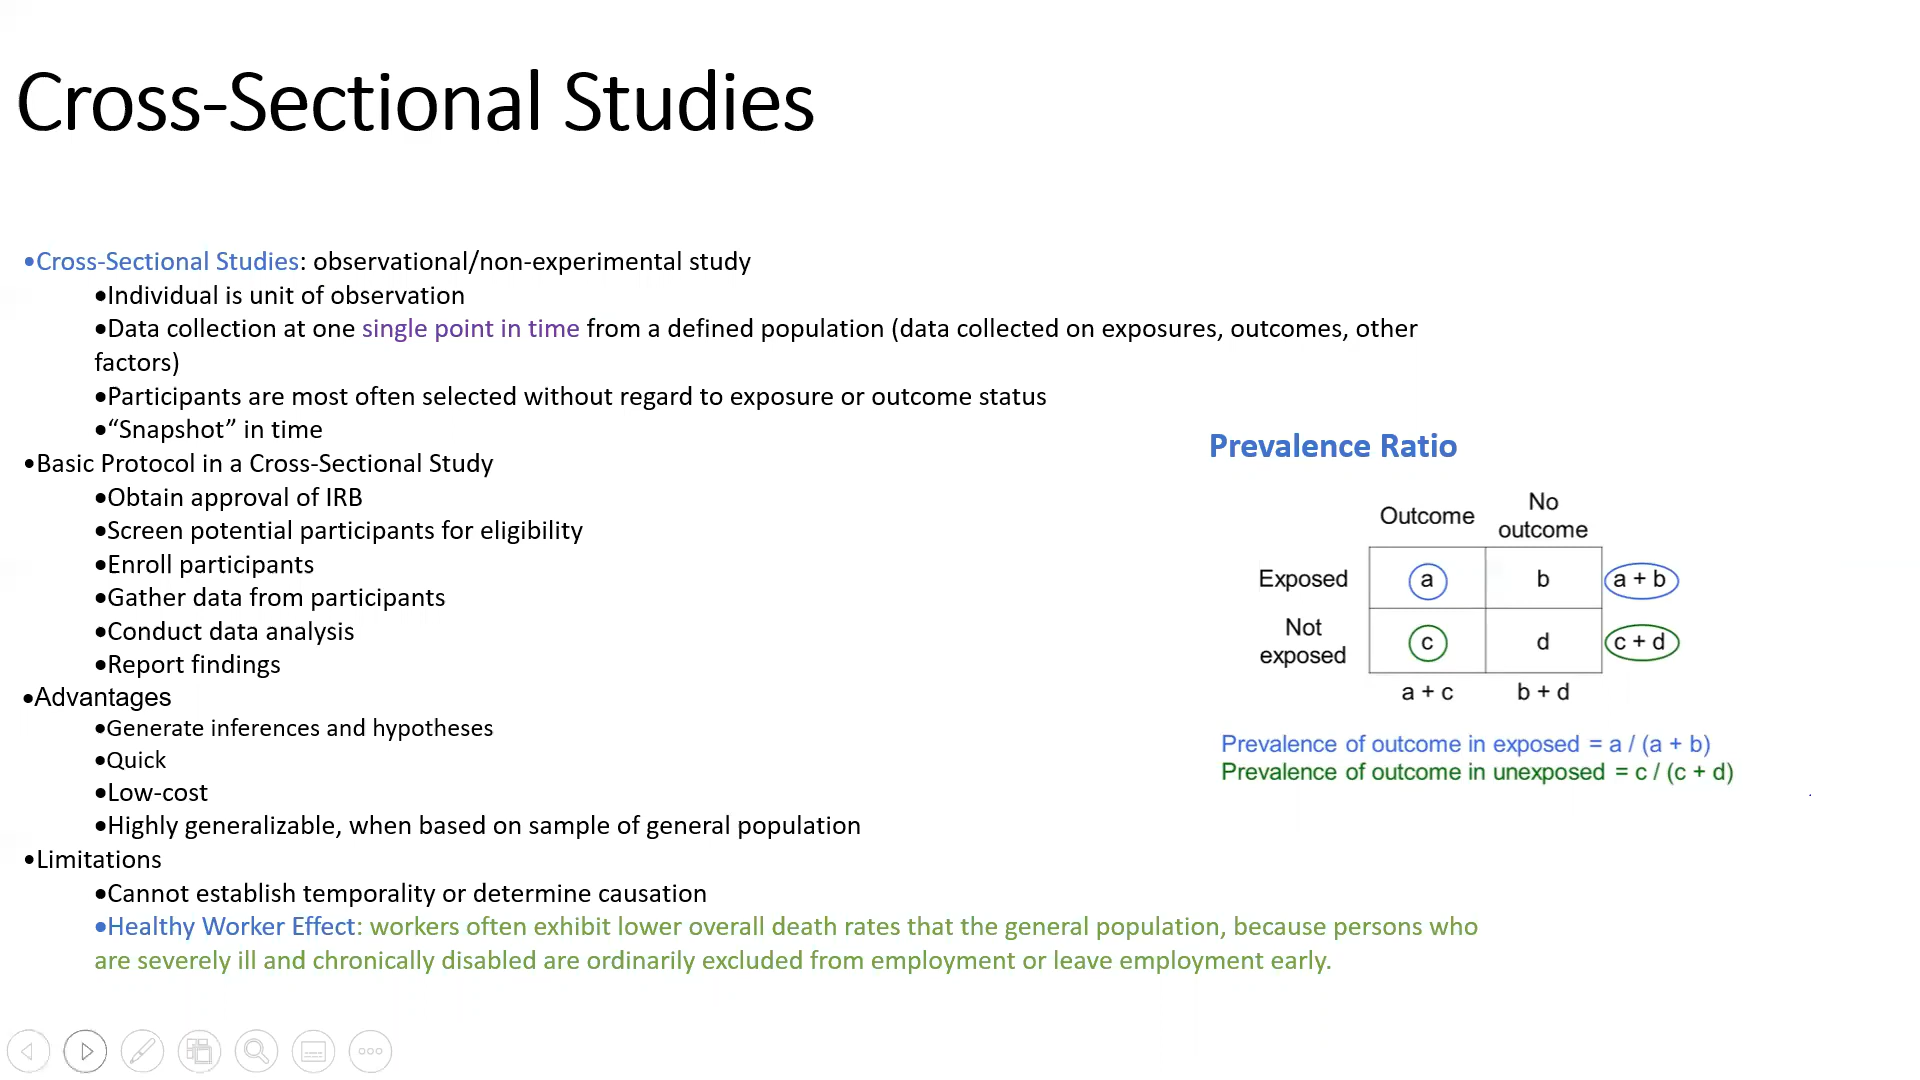 Cross-Sectional Studies
•Cross-Sectional Studies: observational/non-experimental study
•Individual is unit of observation
•Data collection at one single point in time from a defined population (data collected on exposures, outcomes, other
factors)
•Participants are most often selected without regard to exposure or outcome status
•“Snapshot” in time
•Basic Protocol in a Cross-Sectional Study
•Obtain approval of IRB
•Screen potential participants for eligibility
•Enroll participants
•Gather data from participants
•Conduct data analysis
•Report findings
•Advantages
•Generate inferences and hypotheses
•Quick
•Low-cost
•Highly generalizable, when based on sample of general population
•Limitations
•Cannot establish temporality or determine causation
•Healthy Worker Effect: workers often exhibit lower overall death rates that the general population, because persons who
are severely ill and chronically disabled are ordinarily excluded from employment or leave employment early.
Prevalence Ratio
No
Outcome outcome
Exposed a b a + b
Not
exposed c d c + d
a + c b + d
Prevalence of outcome in exposed = a / (a + b)
Prevalence of outcome in unexposed = c / (c + d)